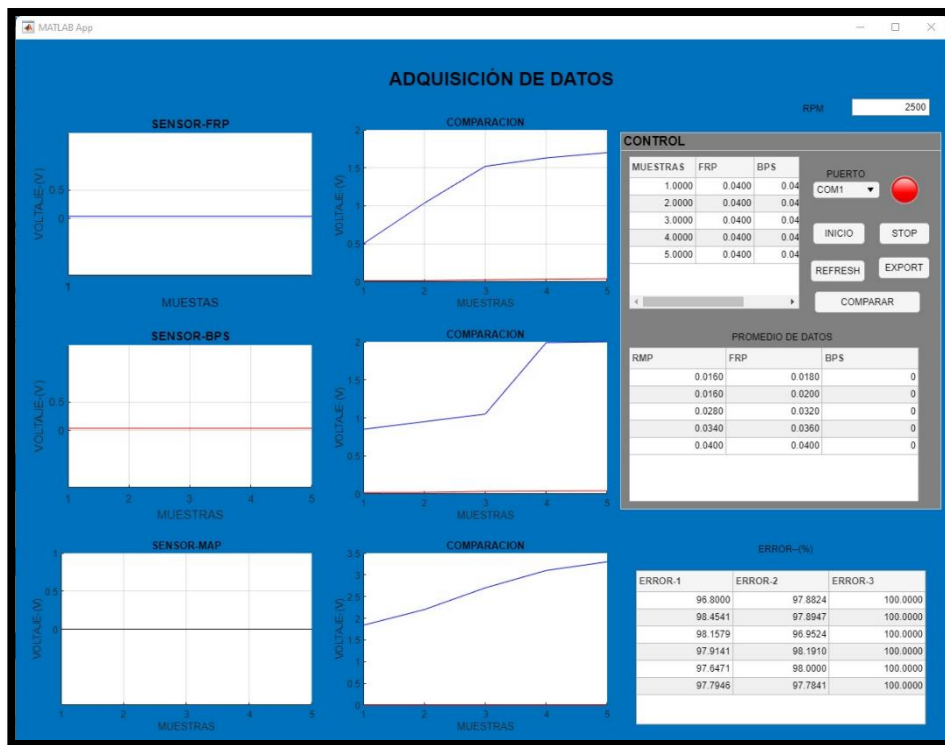 MATLAB App
ADQUISICIÓN DE DATOS
RPM 2500
SENSOR-FRP
VOLTAJE-(V)
0.5
0
1
MUESTAS
COMPARACION
VOLTAJE-(V)
2
1.5
1
0.5
0
1 2 3 4 5
MUESTRAS
CONTROL
MUESTRAS FRP BPS
1.0000 0.0400 0.04
2.0000 0.0400 0.04
3.0000 0.0400 0.04
4.0000 0.0400 0.04
5.0000 0.0400 0.04
PUERTO
COM1
INICIO STOP
REFRESH EXPORT
COMPARAR
SENSOR-BPS
VOLTAJE-(V)
0.5
0
1 2 3 4 5
MUESTRAS
COMPARACION
VOLTAJE-(V)
2
1.5
1
0.5
0
1 2 3 4 5
MUESTRAS
PROMEDIO DE DATOS
RMP FRP BPS
0.0160 0.0180 0
0.0160 0.0200 0
0.0280 0.0320 0
0.0340 0.0360 0
0.0400 0.0400 0
SENSOR-MAP
VOLTAJE-(V)
1
0.5
0
1 2 3 4 5
MUESTRAS
COMPARACION
VOLTAJE-(V)
3.5
3
2.5
2
1.5
1
0.5
0
1 2 3 4 5
MUESTRAS
ERROR--(%)
ERROR-1 ERROR-2 ERROR-3
96.8000 97.8824 100.0000
98.4541 97.8947 100.0000
98.1579 96.9524 100.0000
97.9141 98.1910 100.0000
97.6471 98.0000 100.0000
97.7946 97.7841 100.0000